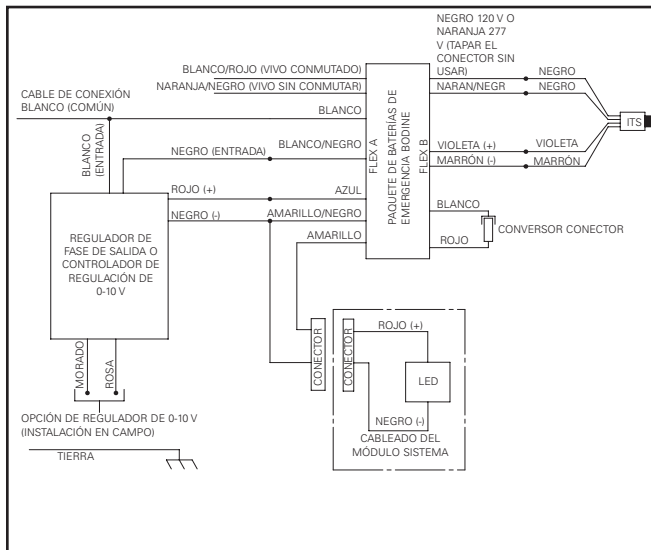 NEGRO 120 V O
NARANJA 277
V (TAPAR EL
CONECTOR SIN
USAR)
NEGRO
BLANCO/ROJO (VIVO CONMUTADO)
NARANJA/NEGRO (VIVO SIN CONMUTAR)
NARAN/NEGR
NEGRO
CABLE DE CONEXIÓN
BLANCO (COMÚN)
BLANCO
ITS
BLANCO
(ENTRADA)
NEGRO (ENTRADA)
BLANCO/NEGRO
FLEX A
PAQUETE DE BATERÍAS DE
EMERGENCIA BODINE
FLEX B
VIOLETA (+)
VIOLETA
MARRÓN (-)
MARRÓN
ROJO (+)
AZUL
NEGRO (-)
AMARILLO/NEGRO
AMARILLO
BLANCO
ROJO
CONVERSOR CONECTOR
REGULADOR DE
FASE DE SALIDA O
CONTROLADOR DE
REGULACIÓN DE
0-10 V
CONECTOR
CONECTOR
ROJO (+)
LED
NEGRO (-)
CABLEADO DEL
MÓDULO SISTEMA
MORADO
ROSA
OPCIÓN DE REGULADOR DE 0-10 V
(INSTALACIÓN EN CAMPO)
TIERRA